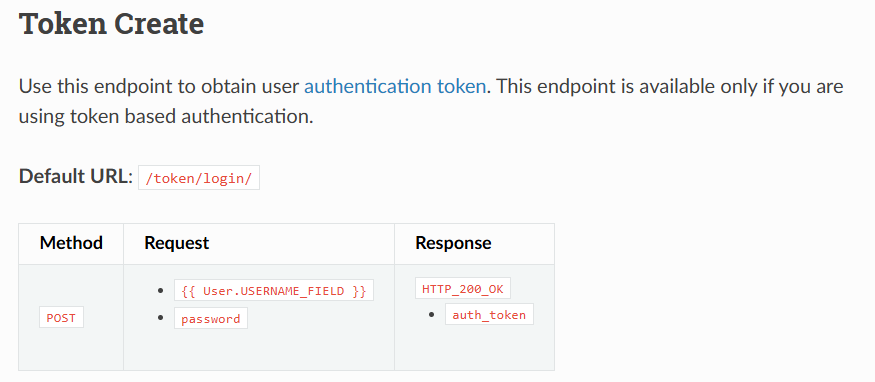 Token Create
Use this endpoint to obtain user authentication token. This endpoint is available only if you are
using token based authentication.
Default URL: /token/login/
Method Request Response
POST
• {{ User.USERNAME_FIELD }}
• password
HTTP_200_OK
• auth_token